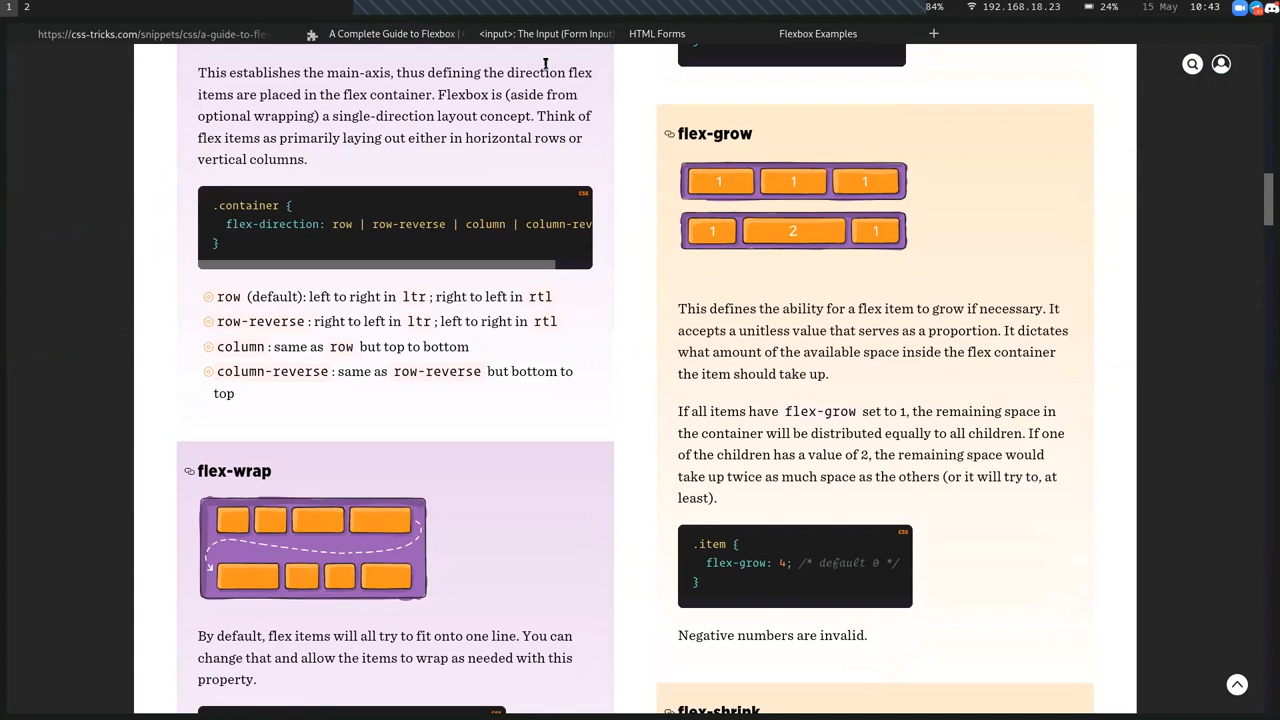 1 2
84% 192.168.18.23 24% 15 May 10:43
https://css-tricks.com/snippets/css/a-guide-to-fle
A Complete Guide to Flexbox |
<input>: The Input (Form Input
HTML Forms
Flexbox Examples
This establishes the main-axis, thus defining the direction flex
items are placed in the flex container. Flexbox is (aside from
optional wrapping) a single-direction layout concept. Think of
flex items as primarily laying out either in horizontal rows or
vertical columns.
CSS
.container {
flex-direction: row | row-reverse | column | column-rev
}
row (default): left to right in ltr; right to left in rtl
row-reverse: right to left in ltr; left to right in rtl
column: same as row but top to bottom
column-reverse: same as row-reverse but bottom to
top
flex-wrap
By default, flex items will all try to fit onto one line. You can
change that and allow the items to wrap as needed with this
property.
flex-grow
1 1 1
1 2 1
This defines the ability for a flex item to grow if necessary. It
accepts a unitless value that serves as a proportion. It dictates
what amount of the available space inside the flex container
the item should take up.
If all items have flex-grow set to 1, the remaining space in
the container will be distributed equally to all children. If one
of the children has a value of 2, the remaining space would
take up twice as much space as the others (or it will try to, at
least).
CSS
.item {
flex-grow: 4; /* default 0 */
}
Negative numbers are invalid.
flex-shrink